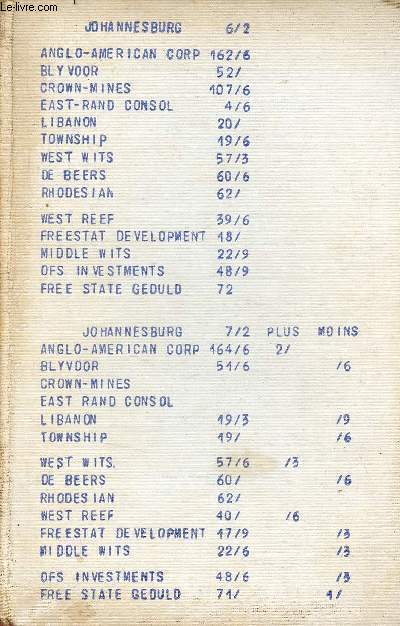 Le-livre.com
JOHANNESBURG 6/2
ANGLO-AMERICAN CORP 162/6
BLYVOOR 52/
CROWN-MINES 107/6
EAST-RAND CONSOL 4/6
LIBANON 20/
TOWNSHIP 19/6
WEST WITS 57/3
DE BEERS 60/6
RHODESIAN 62/
WEST REEF 39/6
FREESTAT DEVELOPMENT 18/
MIDDLE WITS 22/9
OFS INVESTMENTS 48/9
FREE STATE GEDULD 72
JOHANNESBURG 7/2 PLUS MOINS
ANGLO-AMERICAN CORP 164/6 2/
BLYVOOR 51/6 /6
CROWN-MINES
EAST RAND CONSOL
LIBANON 19/3 /9
TOWNSHIP 19/ /6
WEST WITS. 57/6 /3
DE BEERS 60/ /6
RHODESIAN 62/
WEST REEF 40/ /6
FREESTAT DEVELOPMENT 17/9 /3
MIDDLE WITS 22/6 /3
OFS INVESTMENTS 48/6 /3
FREE STATE GEDULD 71/ 1/